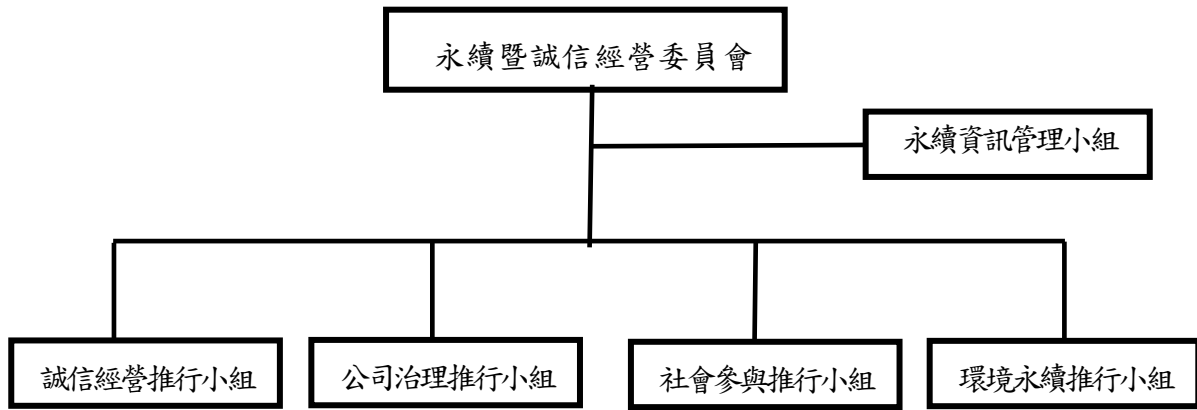 永續暨誠信經營委員會
永續資訊管理小組
誠信經營推行小組
公司治理推行小組
社會參與推行小組
環境永續推行小組